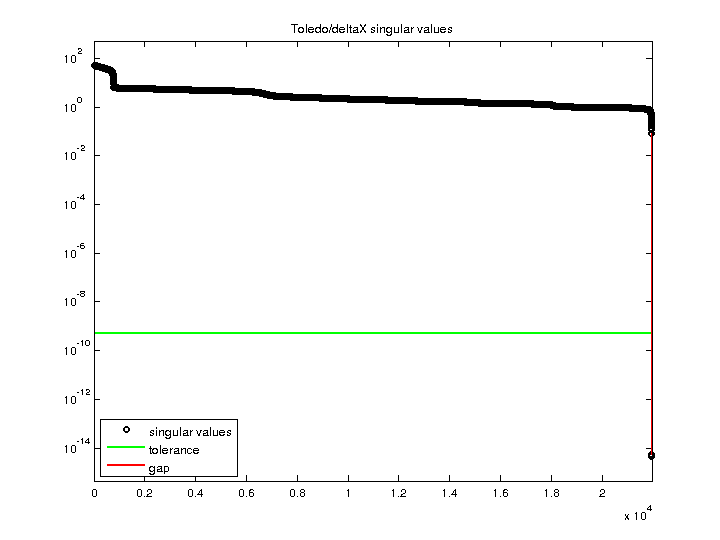 Toledo/deltaX singular values
10^2
10^0
10^-2
10^-4
10^-6
10^-8
10^-10
10^-12
10^-14
singular values
tolerance
gap
0 0.2 0.4 0.6 0.8 1 1.2 1.4 1.6 1.8 2
x 10^4